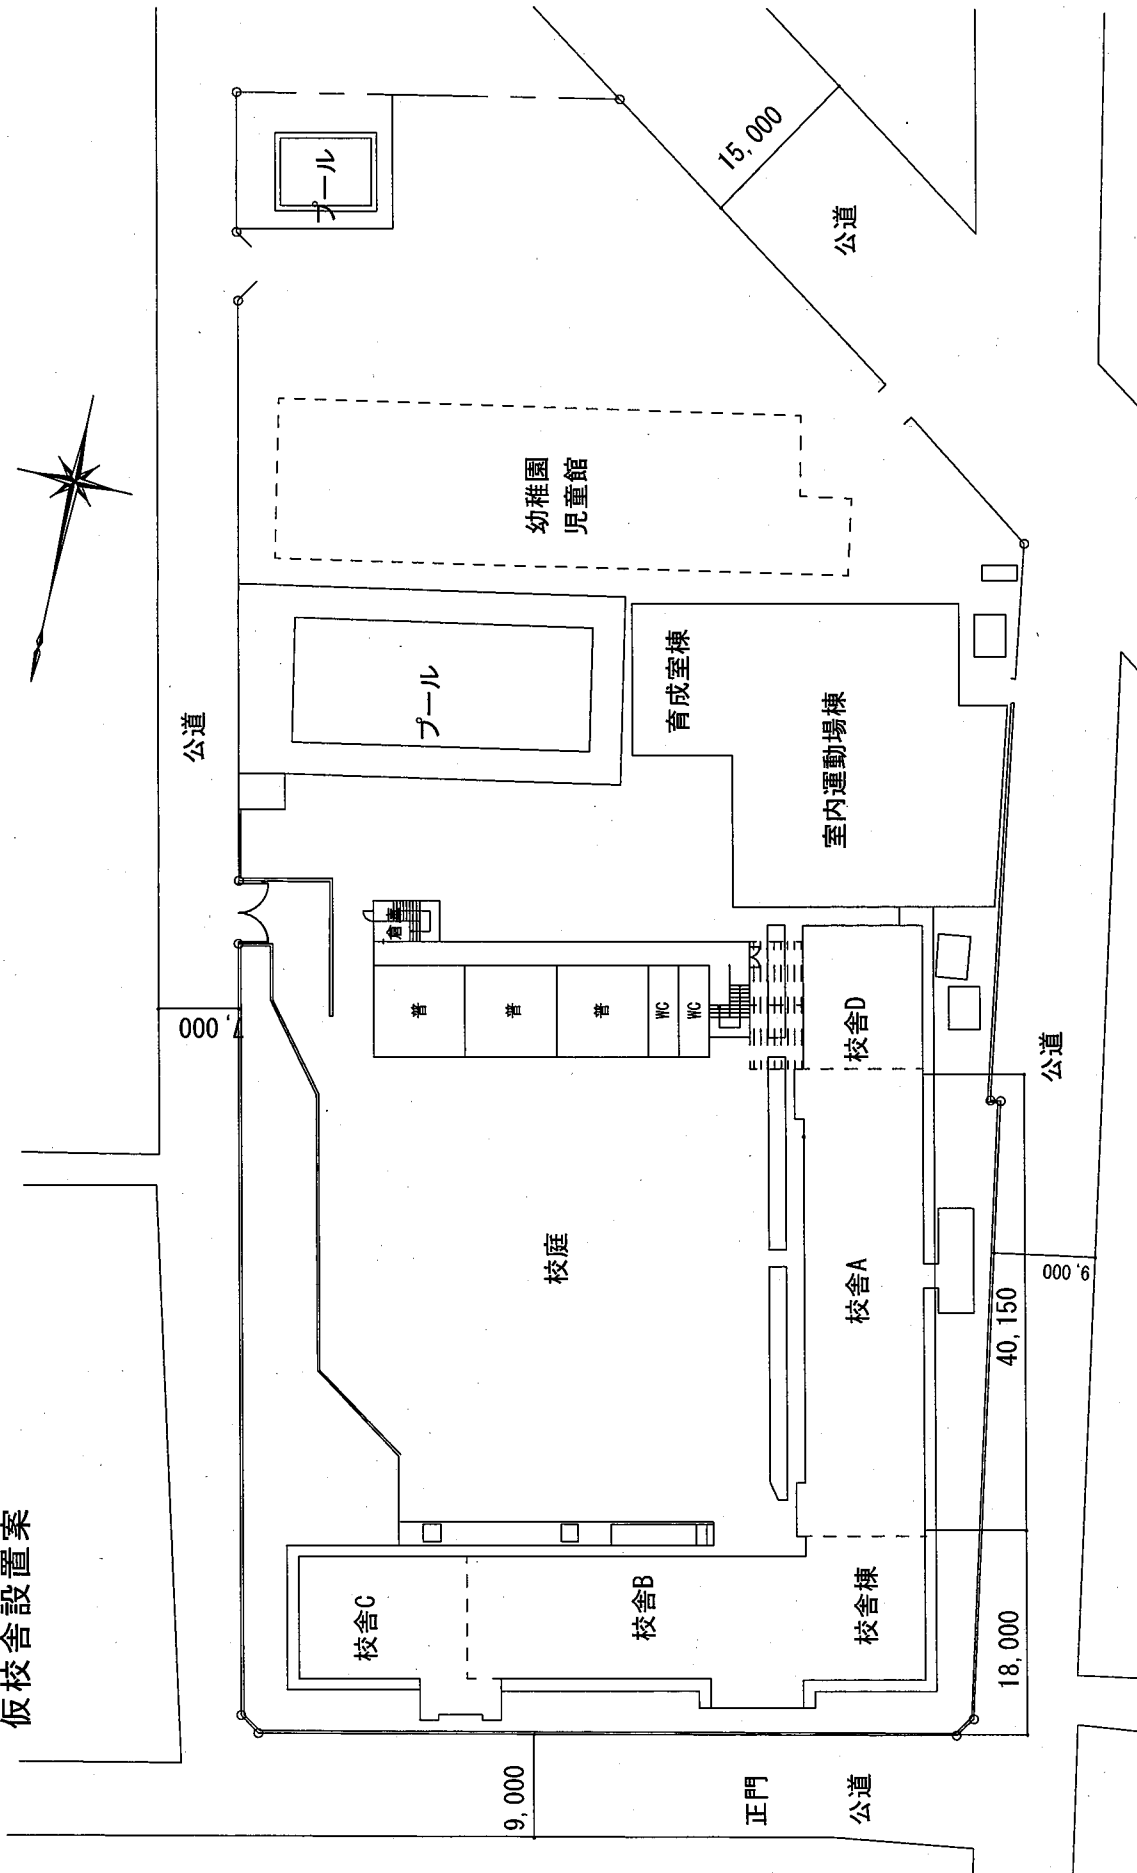 仮校舎設置案
公道
7,000
プール
幼稚園
児童館
15,000
公道
プール
育成室棟
室内運動場棟
倉庫
普
普
普
WC
WC
校舎D
公道
校庭
校舎A
9,000
40,150
校舎C
校舎B
校舎棟
18,000
9,000
正門
公道